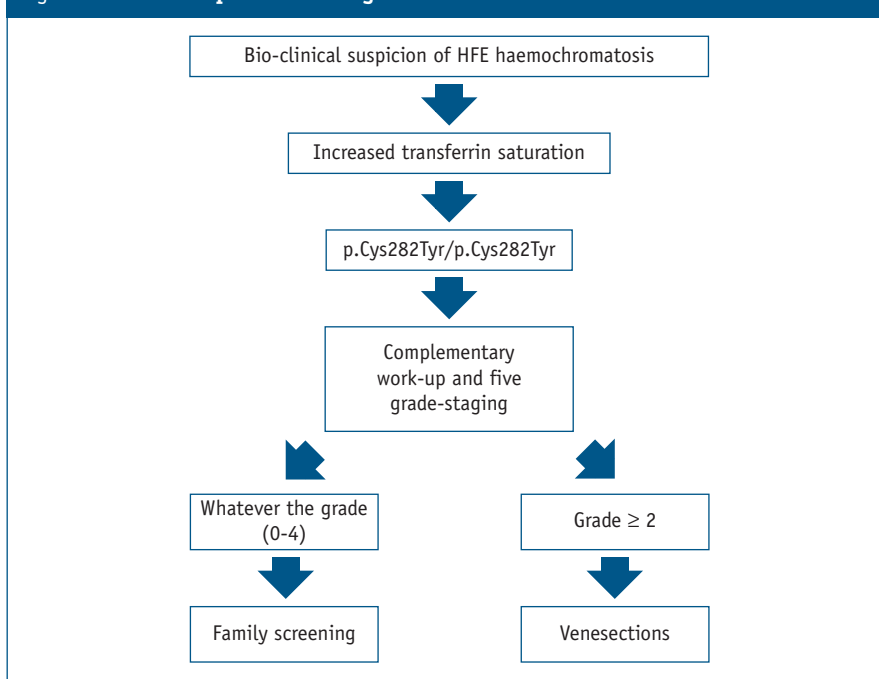 Bio-clinical suspicion of HFE haemochromatosis
Increased transferrin saturation
p.Cys282Tyr/p.Cys282Tyr
Complementary
work-up and five
grade-staging
Whatever the grade
(0-4)
Grade ≥ 2
Family screening
Venesections